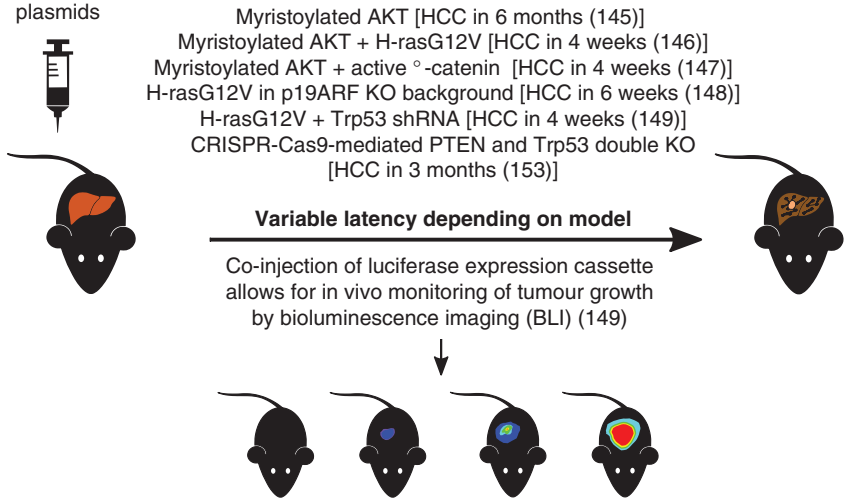 plasmids
Myristoylated AKT [HCC in 6 months (145)]
Myristoylated AKT + H-rasG12V [HCC in 4 weeks (146)]
Myristoylated AKT + active °-catenin [HCC in 4 weeks (147)]
H-rasG12V in p19ARF KO background [HCC in 6 weeks (148)]
H-rasG12V + Trp53 shRNA [HCC in 4 weeks (149)]
CRISPR-Cas9-mediated PTEN and Trp53 double KO
[HCC in 3 months (153)]
Variable latency depending on model
Co-injection of luciferase expression cassette
allows for in vivo monitoring of tumour growth
by bioluminescence imaging (BLI) (149)